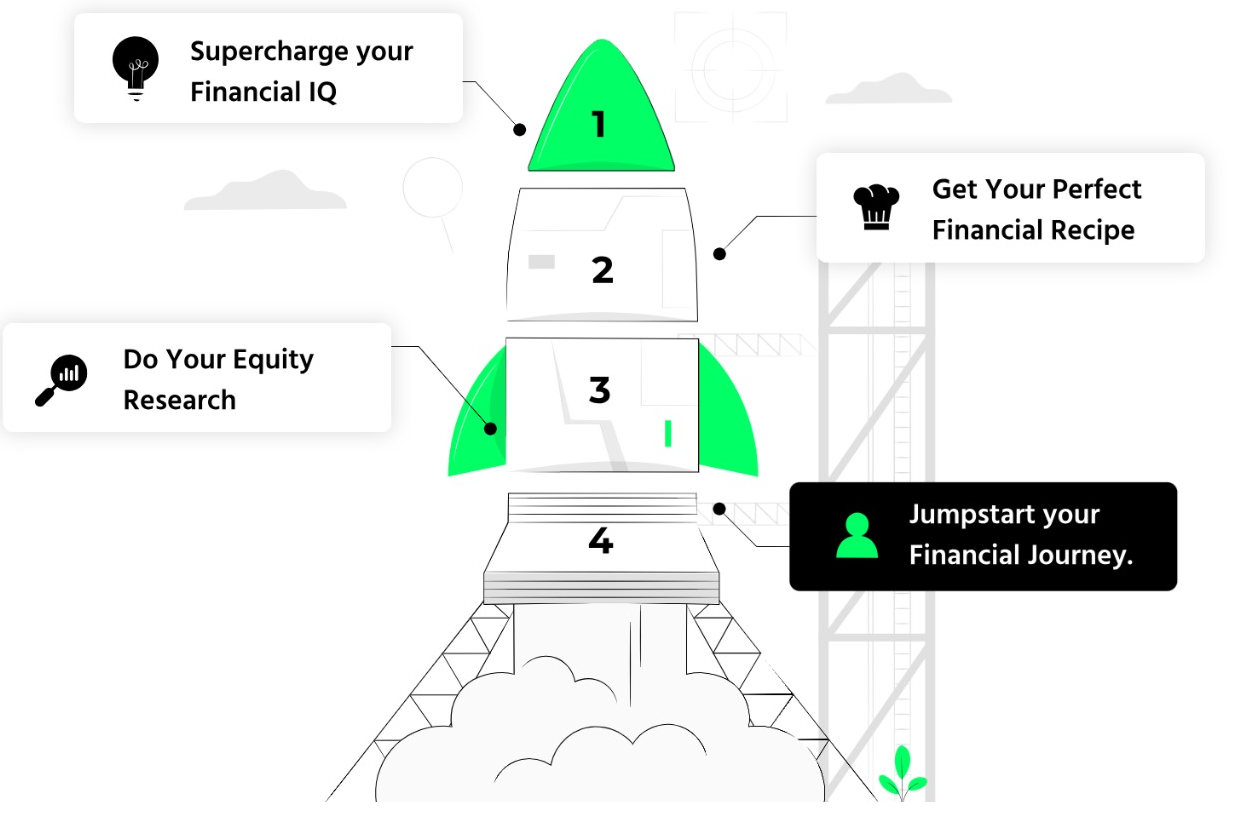 Supercharge your
Financial IQ
1
Get Your Perfect
Financial Recipe
2
Do Your Equity
Research
3
Jumpstart your
Financial Journey.
4